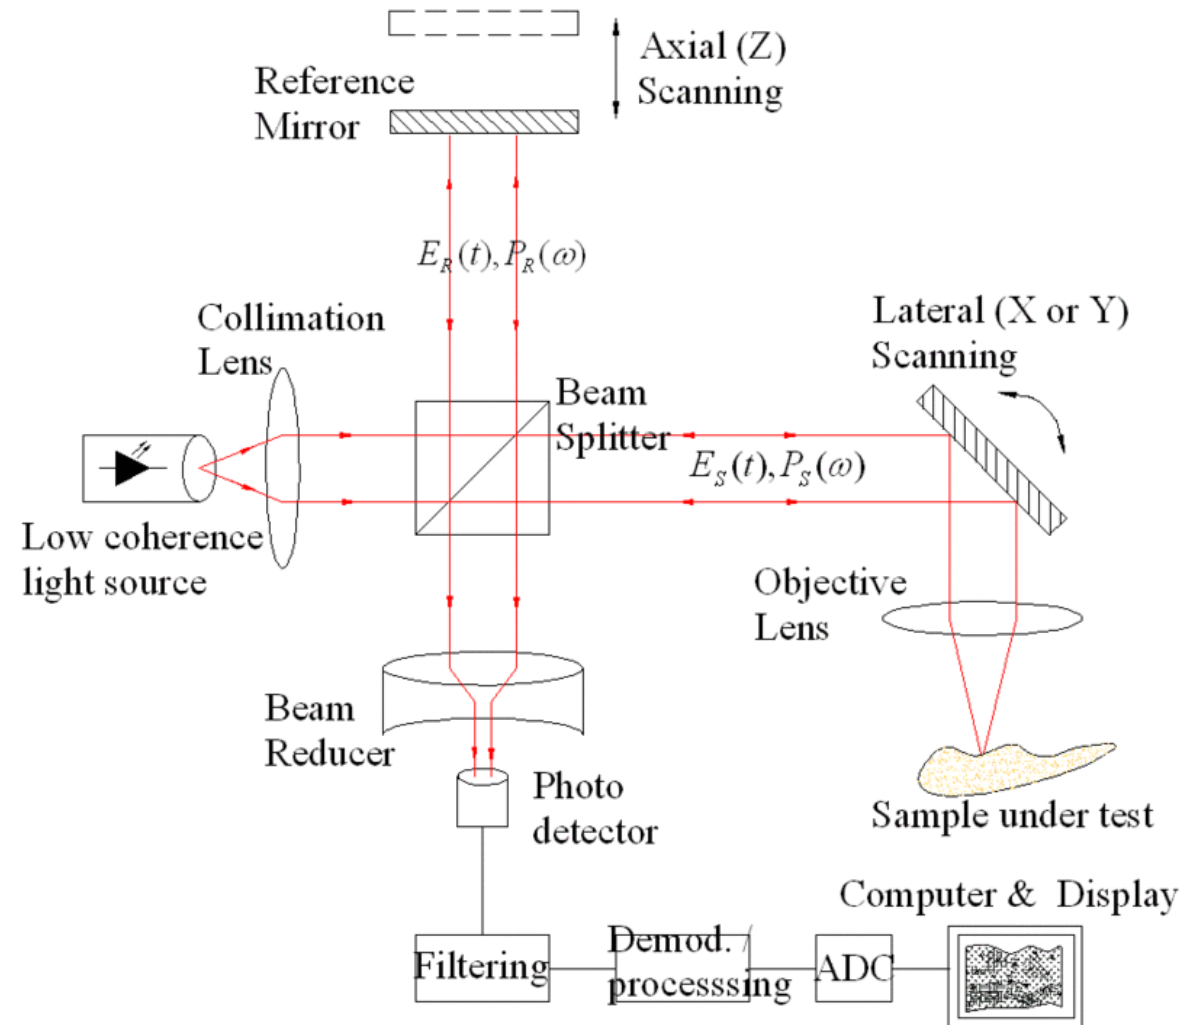 Axial (Z)
Scanning
Reference
Mirror
E_R(t), P_R(ω)
Collimation
Lens
Lateral (X or Y)
Scanning
Beam
Splitter
E_S(t), P_S(ω)
Low coherence
light source
Objective
Lens
Beam
Reducer
Photo
detector
Sample under test
Computer & Display
Filtering
Demod. /
processsing
ADC